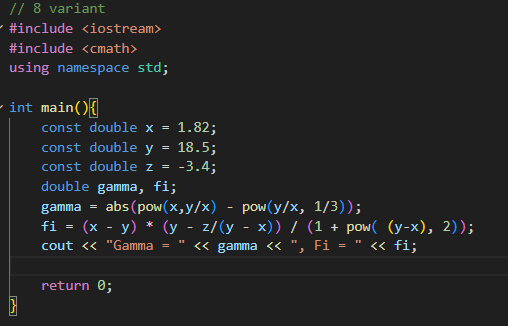 // 8 variant
#include <iostream>
#include <cmath>
using namespace std;
int main(){
const double x = 1.82;
const double y = 18.5;
const double z = -3.4;
double gamma, fi;
gamma = abs(pow(x,y/x) - pow(y/x, 1/3));
fi = (x - y) * (y - z/(y - x)) / (1 + pow( (y-x), 2));
cout << "Gamma = " << gamma << ", Fi = " << fi;
return 0;
}